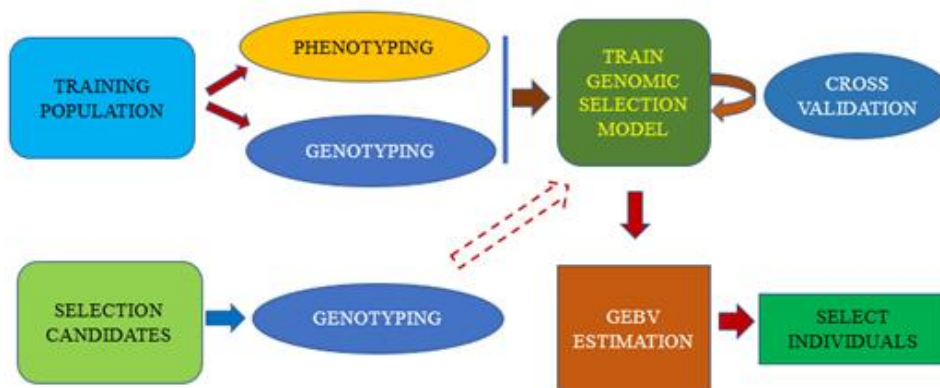 PHENOTYPING
TRAINING
POPULATION
GENOTYPING
TRAIN
GENOMIC
SELECTION
MODEL
CROSS
VALIDATION
SELECTION
CANDIDATES
GENOTYPING
GEBV
ESTIMATION
SELECT
INDIVIDUALS